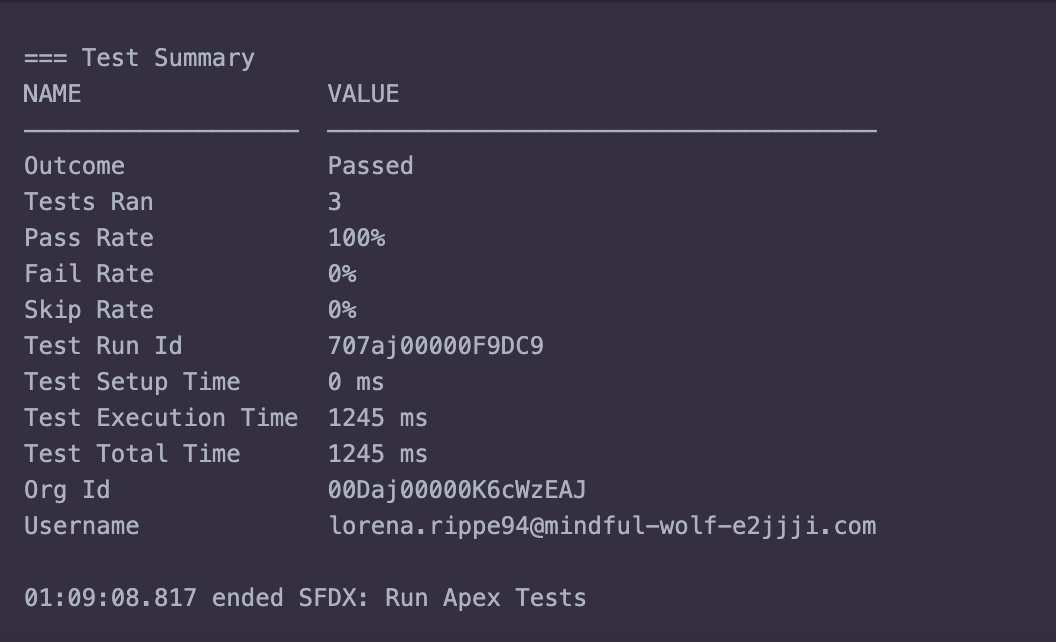 === Test Summary
NAME                 VALUE
Outcome              Passed
Tests Ran            3
Pass Rate            100%
Fail Rate            0%
Skip Rate            0%
Test Run Id          707aj00000F9DC9
Test Setup Time      0 ms
Test Execution Time  1245 ms
Test Total Time      1245 ms
Org Id               00Daj00000K6cWzEAJ
Username             lorena.rippe94@mindful-wolf-e2jjji.com
01:09:08.817 ended SFDX: Run Apex Tests